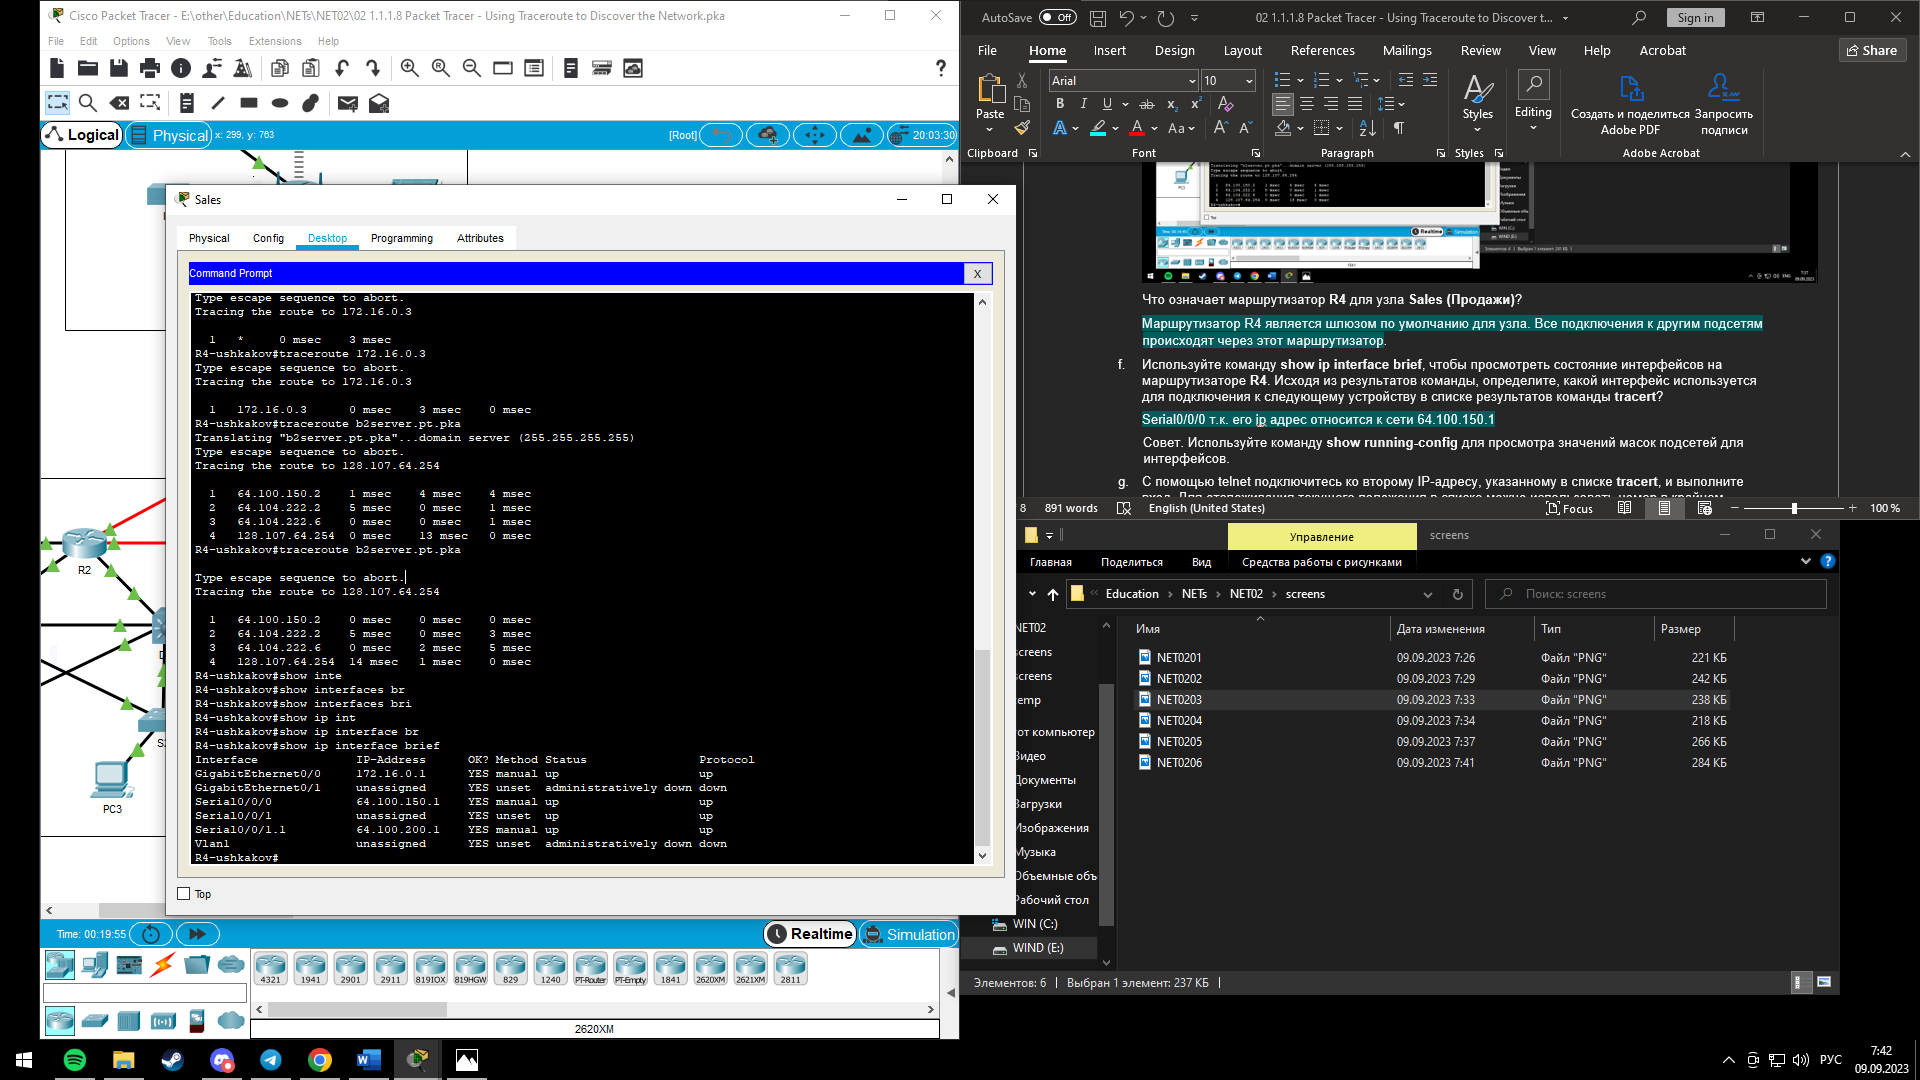 Cisco Packet Tracer - E:\other\Education\NETs\NET02\02 1.1.1.8 Packet Tracer - Using Traceroute to Discover the Network.pka
File Edit Options View Tools Extensions Help
Logical Physical x: 299, y: 763
[Root] 20:03:30
R2
PC3
Sales
Physical Config Desktop Programming Attributes
Command Prompt X
Type escape sequence to abort.
Tracing the route to 172.16.0.3
1 * 0 msec 3 msec
R4-ushkakov#traceroute 172.16.0.3
Type escape sequence to abort.
Tracing the route to 172.16.0.3
1 172.16.0.3 0 msec 3 msec 0 msec
R4-ushkakov#traceroute b2server.pt.pka
Translating "b2server.pt.pka"...domain server (255.255.255.255)
Type escape sequence to abort.
Tracing the route to 128.107.64.254
1 64.100.150.2 1 msec 4 msec 4 msec
2 64.104.222.2 5 msec 0 msec 1 msec
3 64.104.222.6 0 msec 0 msec 1 msec
4 128.107.64.254 0 msec 13 msec 0 msec
R4-ushkakov#traceroute b2server.pt.pka
Type escape sequence to abort.
Tracing the route to 128.107.64.254
1 64.100.150.2 0 msec 0 msec 0 msec
2 64.104.222.2 5 msec 0 msec 3 msec
3 64.104.222.6 0 msec 2 msec 5 msec
4 128.107.64.254 14 msec 1 msec 0 msec
R4-ushkakov#show inte
R4-ushkakov#show interfaces br
R4-ushkakov#show interfaces bri
R4-ushkakov#show ip int
R4-ushkakov#show ip interface br
R4-ushkakov#show ip interface brief
Interface IP-Address OK? Method Status Protocol
GigabitEthernet0/0 172.16.0.1 YES manual up up
GigabitEthernet0/1 unassigned YES unset administratively down down
Serial0/0/0 64.100.150.1 YES manual up up
Serial0/0/1 unassigned YES unset up up
Serial0/0/1.1 64.100.200.1 YES manual up up
Vlan1 unassigned YES unset administratively down down
R4-ushkakov#
Top
Time: 00:19:55
Realtime Simulation
4321 1941 2901 2911 819IOX 819HGW 829 1240 PT-Router PT-Empty 1841 2620XM 2621XM 2811
2620XM
AutoSave Off
02 1.1.1.8 Packet Tracer - Using Traceroute to Discover t...
Sign in
File Home Insert Design Layout References Mailings Review View Help Acrobat Share
Arial 10
Paste
Styles
Editing
Создать и поделиться Adobe PDF
Запросить подписи
Clipboard Font Paragraph Styles Adobe Acrobat
Что означает маршрутизатор R4 для узла Sales (Продажи)?
Маршрутизатор R4 является шлюзом по умолчанию для узла. Все подключения к другим подсетям
происходят через этот маршрутизатор.
f. Используйте команду show ip interface brief, чтобы просмотреть состояние интерфейсов на
маршрутизаторе R4. Исходя из результатов команды, определите, какой интерфейс используется
для подключения к следующему устройству в списке результатов команды tracert?
Serial0/0/0 т.к. его ip адрес относится к сети 64.100.150.1
Совет. Используйте команду show running-config для просмотра значений масок подсетей для
интерфейсов.
g. С помощью telnet подключитесь ко второму IP-адресу, указанному в списке tracert, и выполните
8 891 words English (United States) Focus 100 %
Управление screens
Главная Поделиться Вид Средства работы с рисунками
Education NETs NET02 screens
Поиск: screens
Имя Дата изменения Тип Размер
NET0201 09.09.2023 7:26 Файл "PNG" 221 КБ
NET0202 09.09.2023 7:29 Файл "PNG" 242 КБ
NET0203 09.09.2023 7:33 Файл "PNG" 238 КБ
NET0204 09.09.2023 7:34 Файл "PNG" 218 КБ
NET0205 09.09.2023 7:37 Файл "PNG" 266 КБ
NET0206 09.09.2023 7:41 Файл "PNG" 284 КБ
NET02
screens
screens
temp
от компьютер
Видео
Документы
Загрузки
Изображения
Музыка
Объемные объ
Рабочий стол
WIN (C:)
WIND (E:)
Элементов: 6 Выбран 1 элемент: 237 КБ
РУС
7:42
09.09.2023